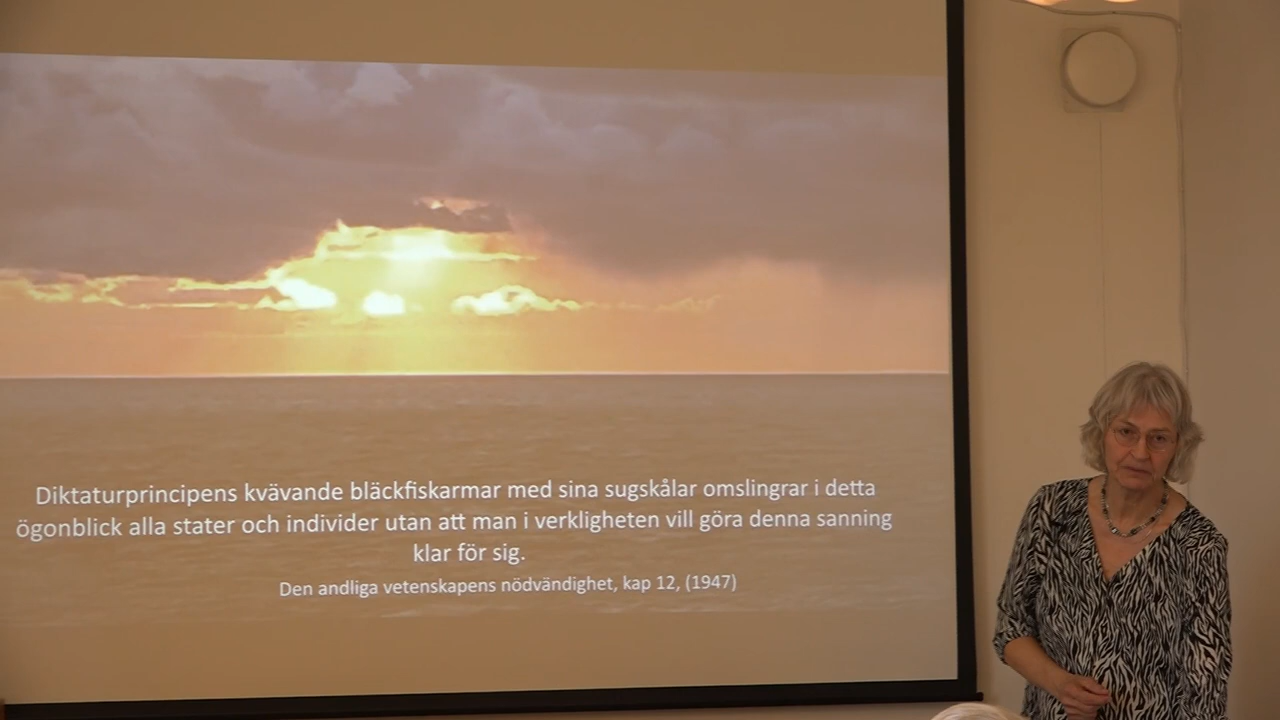 Diktaturprincipens kvävande bläckfiskarmar med sina sugskålar omslingrar i detta
ögonblick alla stater och individer utan att man i verkligheten vill göra denna sanning
klar för sig.
Den andliga vetenskapens nödvändighet, kap 12, (1947)